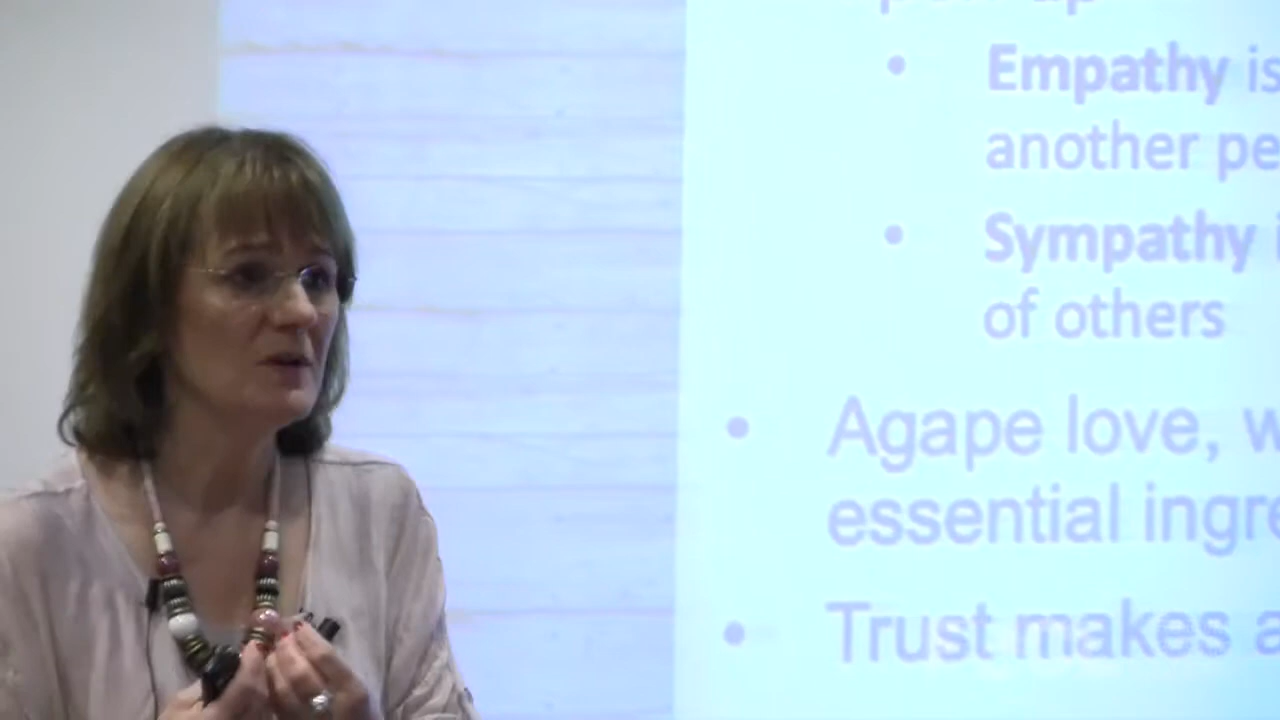 • Empathy is
another pe
• Sympathy i
of others
• Agape love, w
essential ingre
• Trust makes a